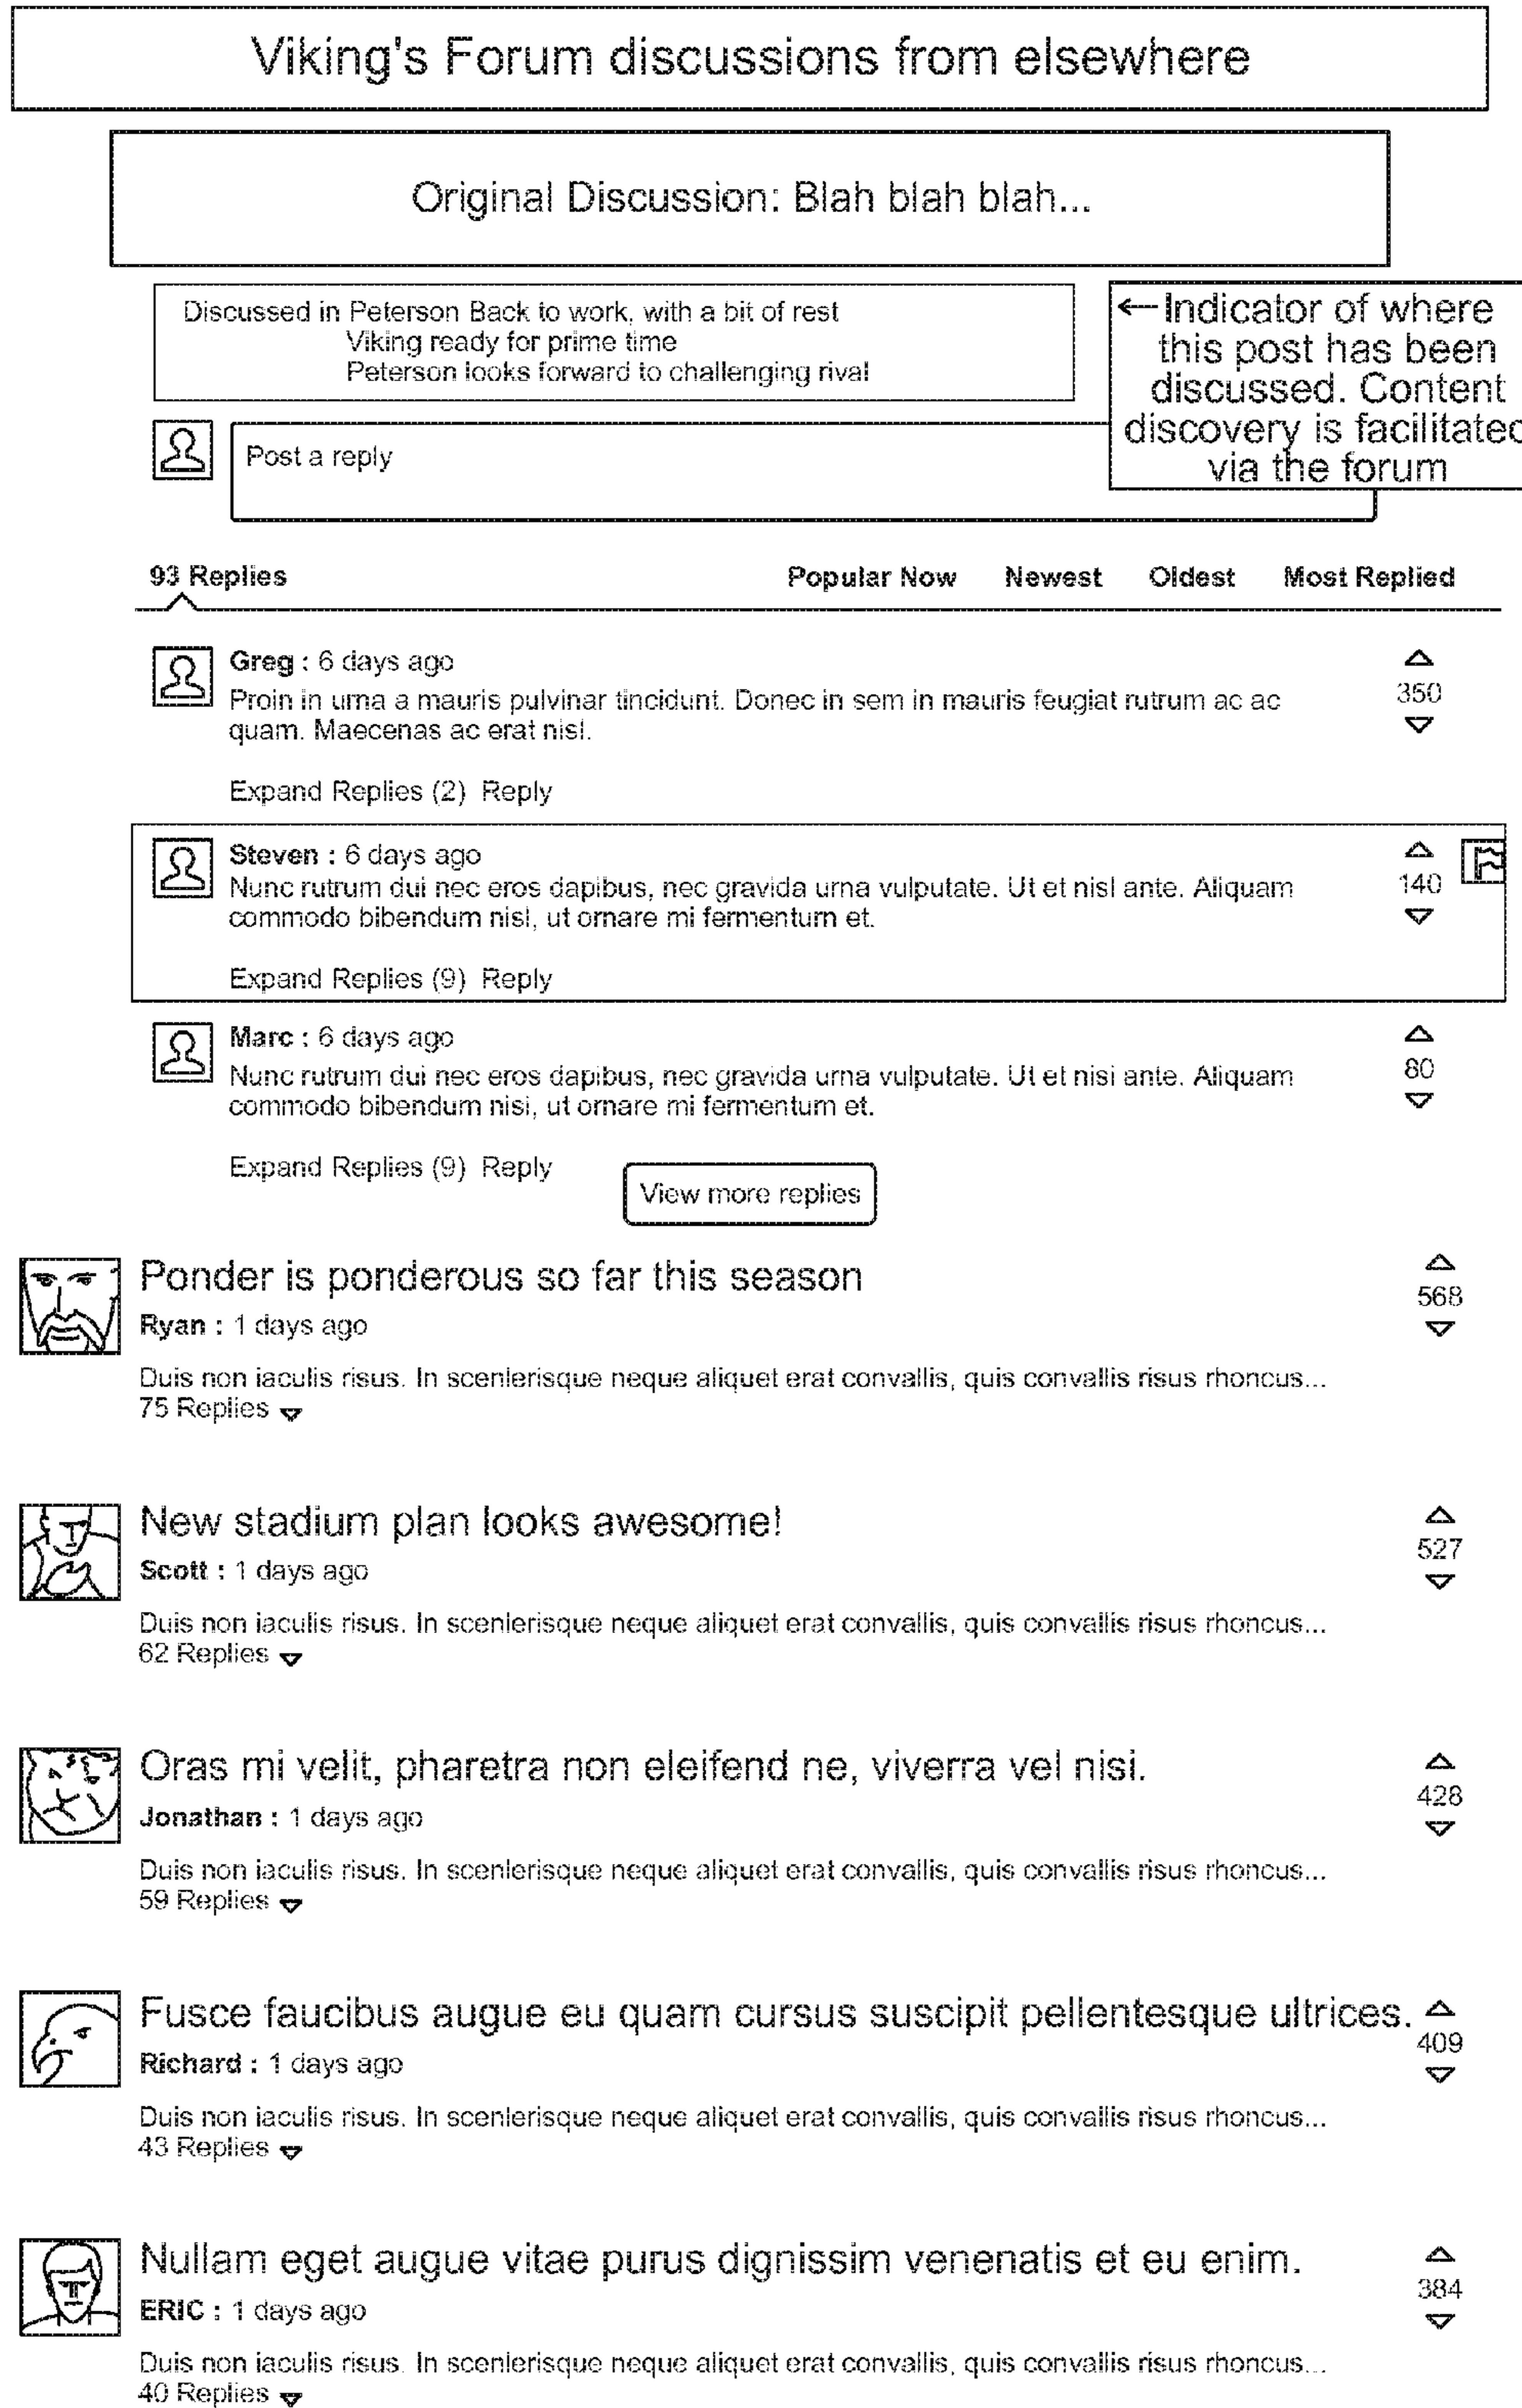 Viking's Forum discussions from elsewhere
Original Discussion: Blah blah blah...
Discussed in Peterson Back to work, with a bit of rest
Viking ready for prime time
Peterson looks forward to challenging rival
←Indicator of where
this post has been
discussed. Content
discovery is facilitated
via the forum
Post a reply
93 Replies Popular Now Newest Oldest Most Replied
Greg : 6 days ago
350
Proin in urna a mauris pulvinar tincidunt. Donec in sem in mauris feugiat rutrum ac ac
quam. Maecenas ac erat nisl.
Expand Replies (2) Reply
Steven : 6 days ago
140
Nunc rutrum dui nec eros dapibus, nec gravida urna vulputate. Ut et nisl ante. Aliquam
commodo bibendum nisl, ut ornare mi fermentum et.
Expand Replies (9) Reply
Marc : 6 days ago
80
Nunc rutrum dui nec eros dapibus, nec gravida urna vulputate. Ut et nisi ante. Aliquam
commodo bibendum nisi, ut ornare mi fermentum et.
Expand Replies (9) Reply
View more replies
Ponder is ponderous so far this season
568
Ryan : 1 days ago
Duis non iaculis risus. In scenlerisque neque aliquet erat convallis, quis convallis risus rhoncus...
75 Replies
New stadium plan looks awesome!
527
Scott : 1 days ago
Duis non iaculis risus. In scenlerisque neque aliquet erat convallis, quis convallis risus rhoncus...
62 Replies
Oras mi velit, pharetra non eleifend ne, viverra vel nisi.
428
Jonathan : 1 days ago
Duis non iaculis risus. In scenlerisque neque aliquet erat convallis, quis convallis risus rhoncus...
59 Replies
Fusce faucibus augue eu quam cursus suscipit pellentesque ultrices.
409
Richard : 1 days ago
Duis non iaculis risus. In scenlerisque neque aliquet erat convallis, quis convallis risus rhoncus...
43 Replies
Nullam eget augue vitae purus dignissim venenatis et eu enim.
384
ERIC : 1 days ago
Duis non iaculis risus. In scenlerisque neque aliquet erat convallis, quis convallis risus rhoncus...
40 Replies